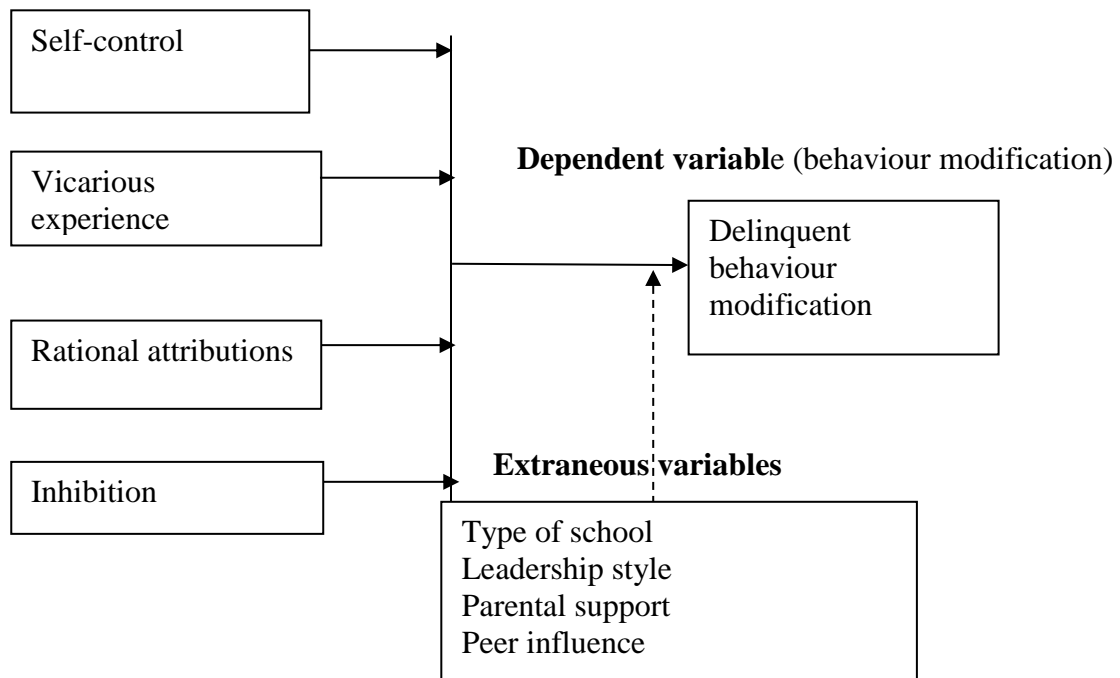 Self-control
Vicarious
experience
Rational attributions
Inhibition
Dependent variable (behaviour modification)
Delinquent
behaviour
modification
Extraneous variables
Type of school
Leadership style
Parental support
Peer influence